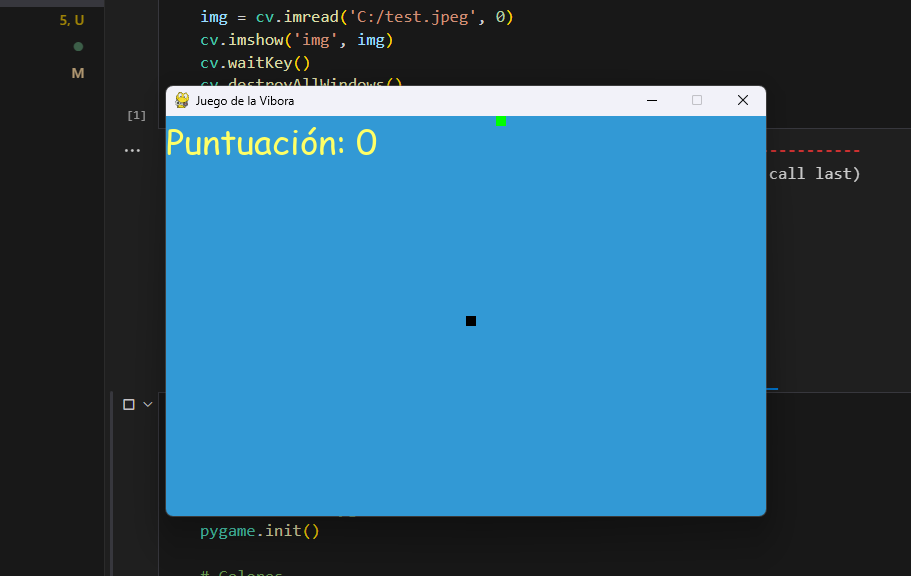 5, U
M
img = cv.imread('C:/test.jpeg', 0)
cv.imshow('img', img)
cv.waitKey()
cv.destroyAllWindows()
[1]
Juego de la Vibora
Puntuación: 0
----------
call last)
pygame.init()
# Colores